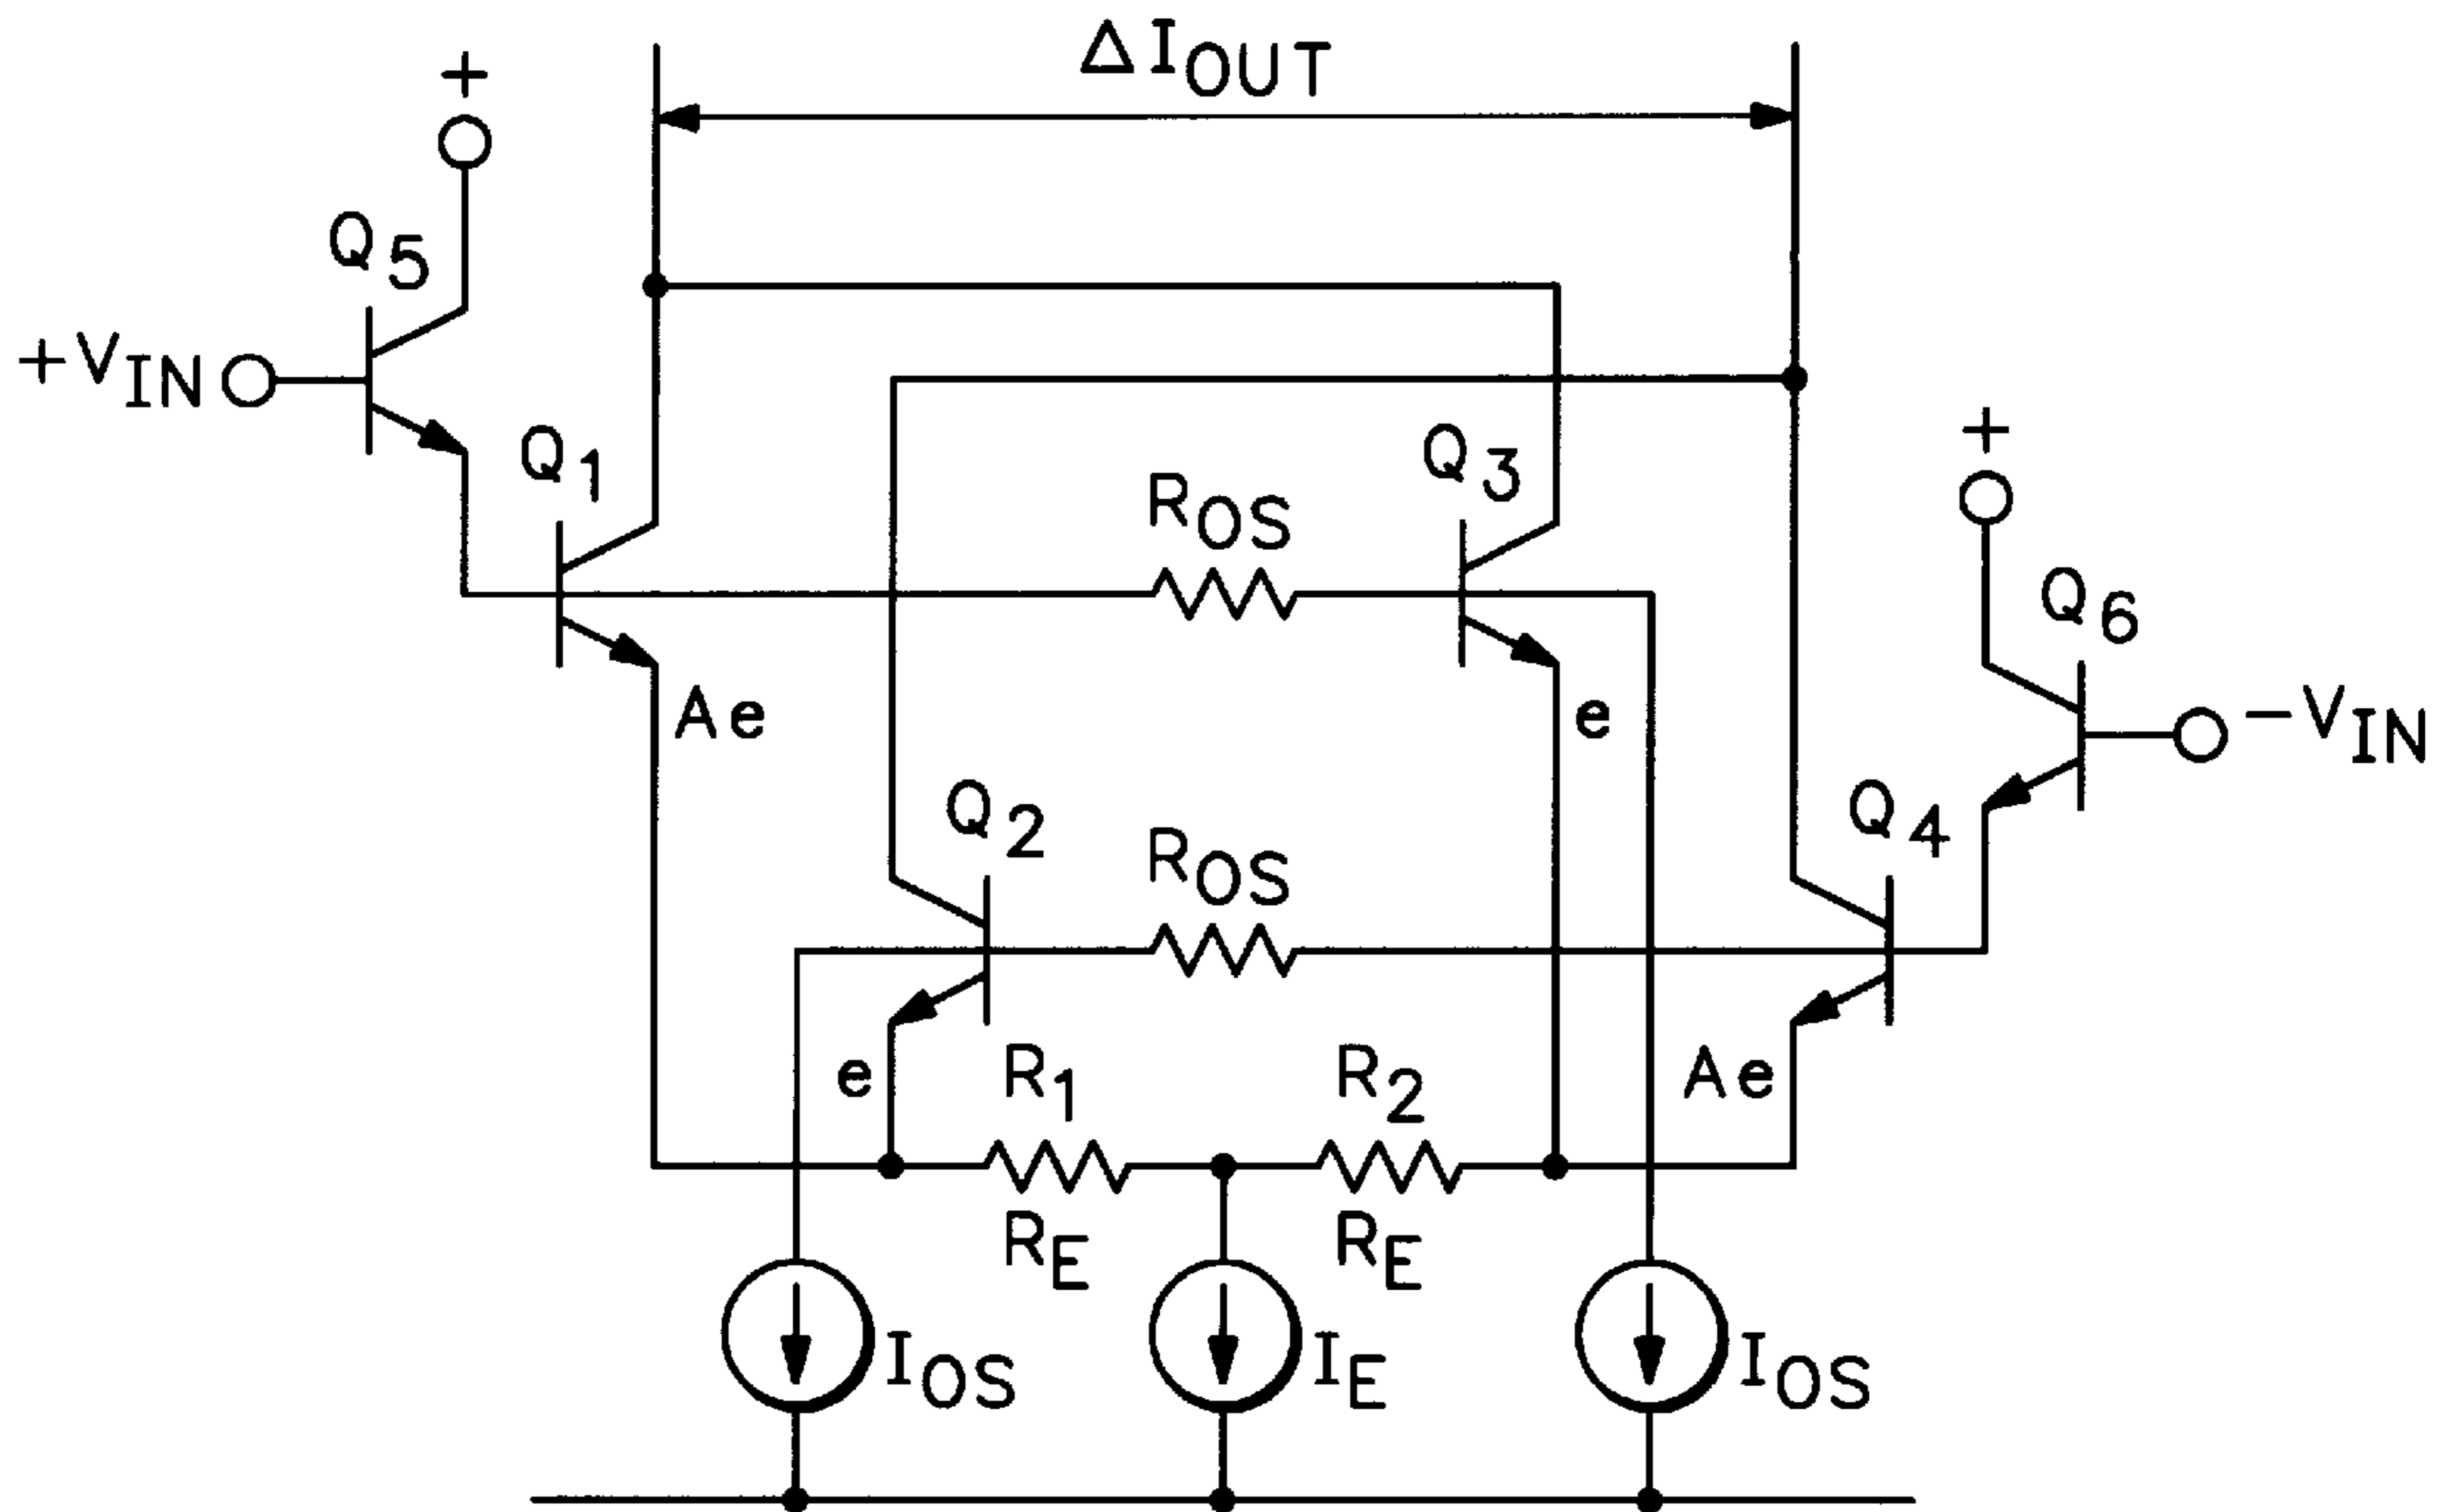 ΔIOUT
+
Q5
+VIN
Q1
ROS
Q3
+
Q6
Ae
e
−VIN
Q2
ROS
Q4
e
R1
R2
Ae
RE
RE
IOS
IE
IOS